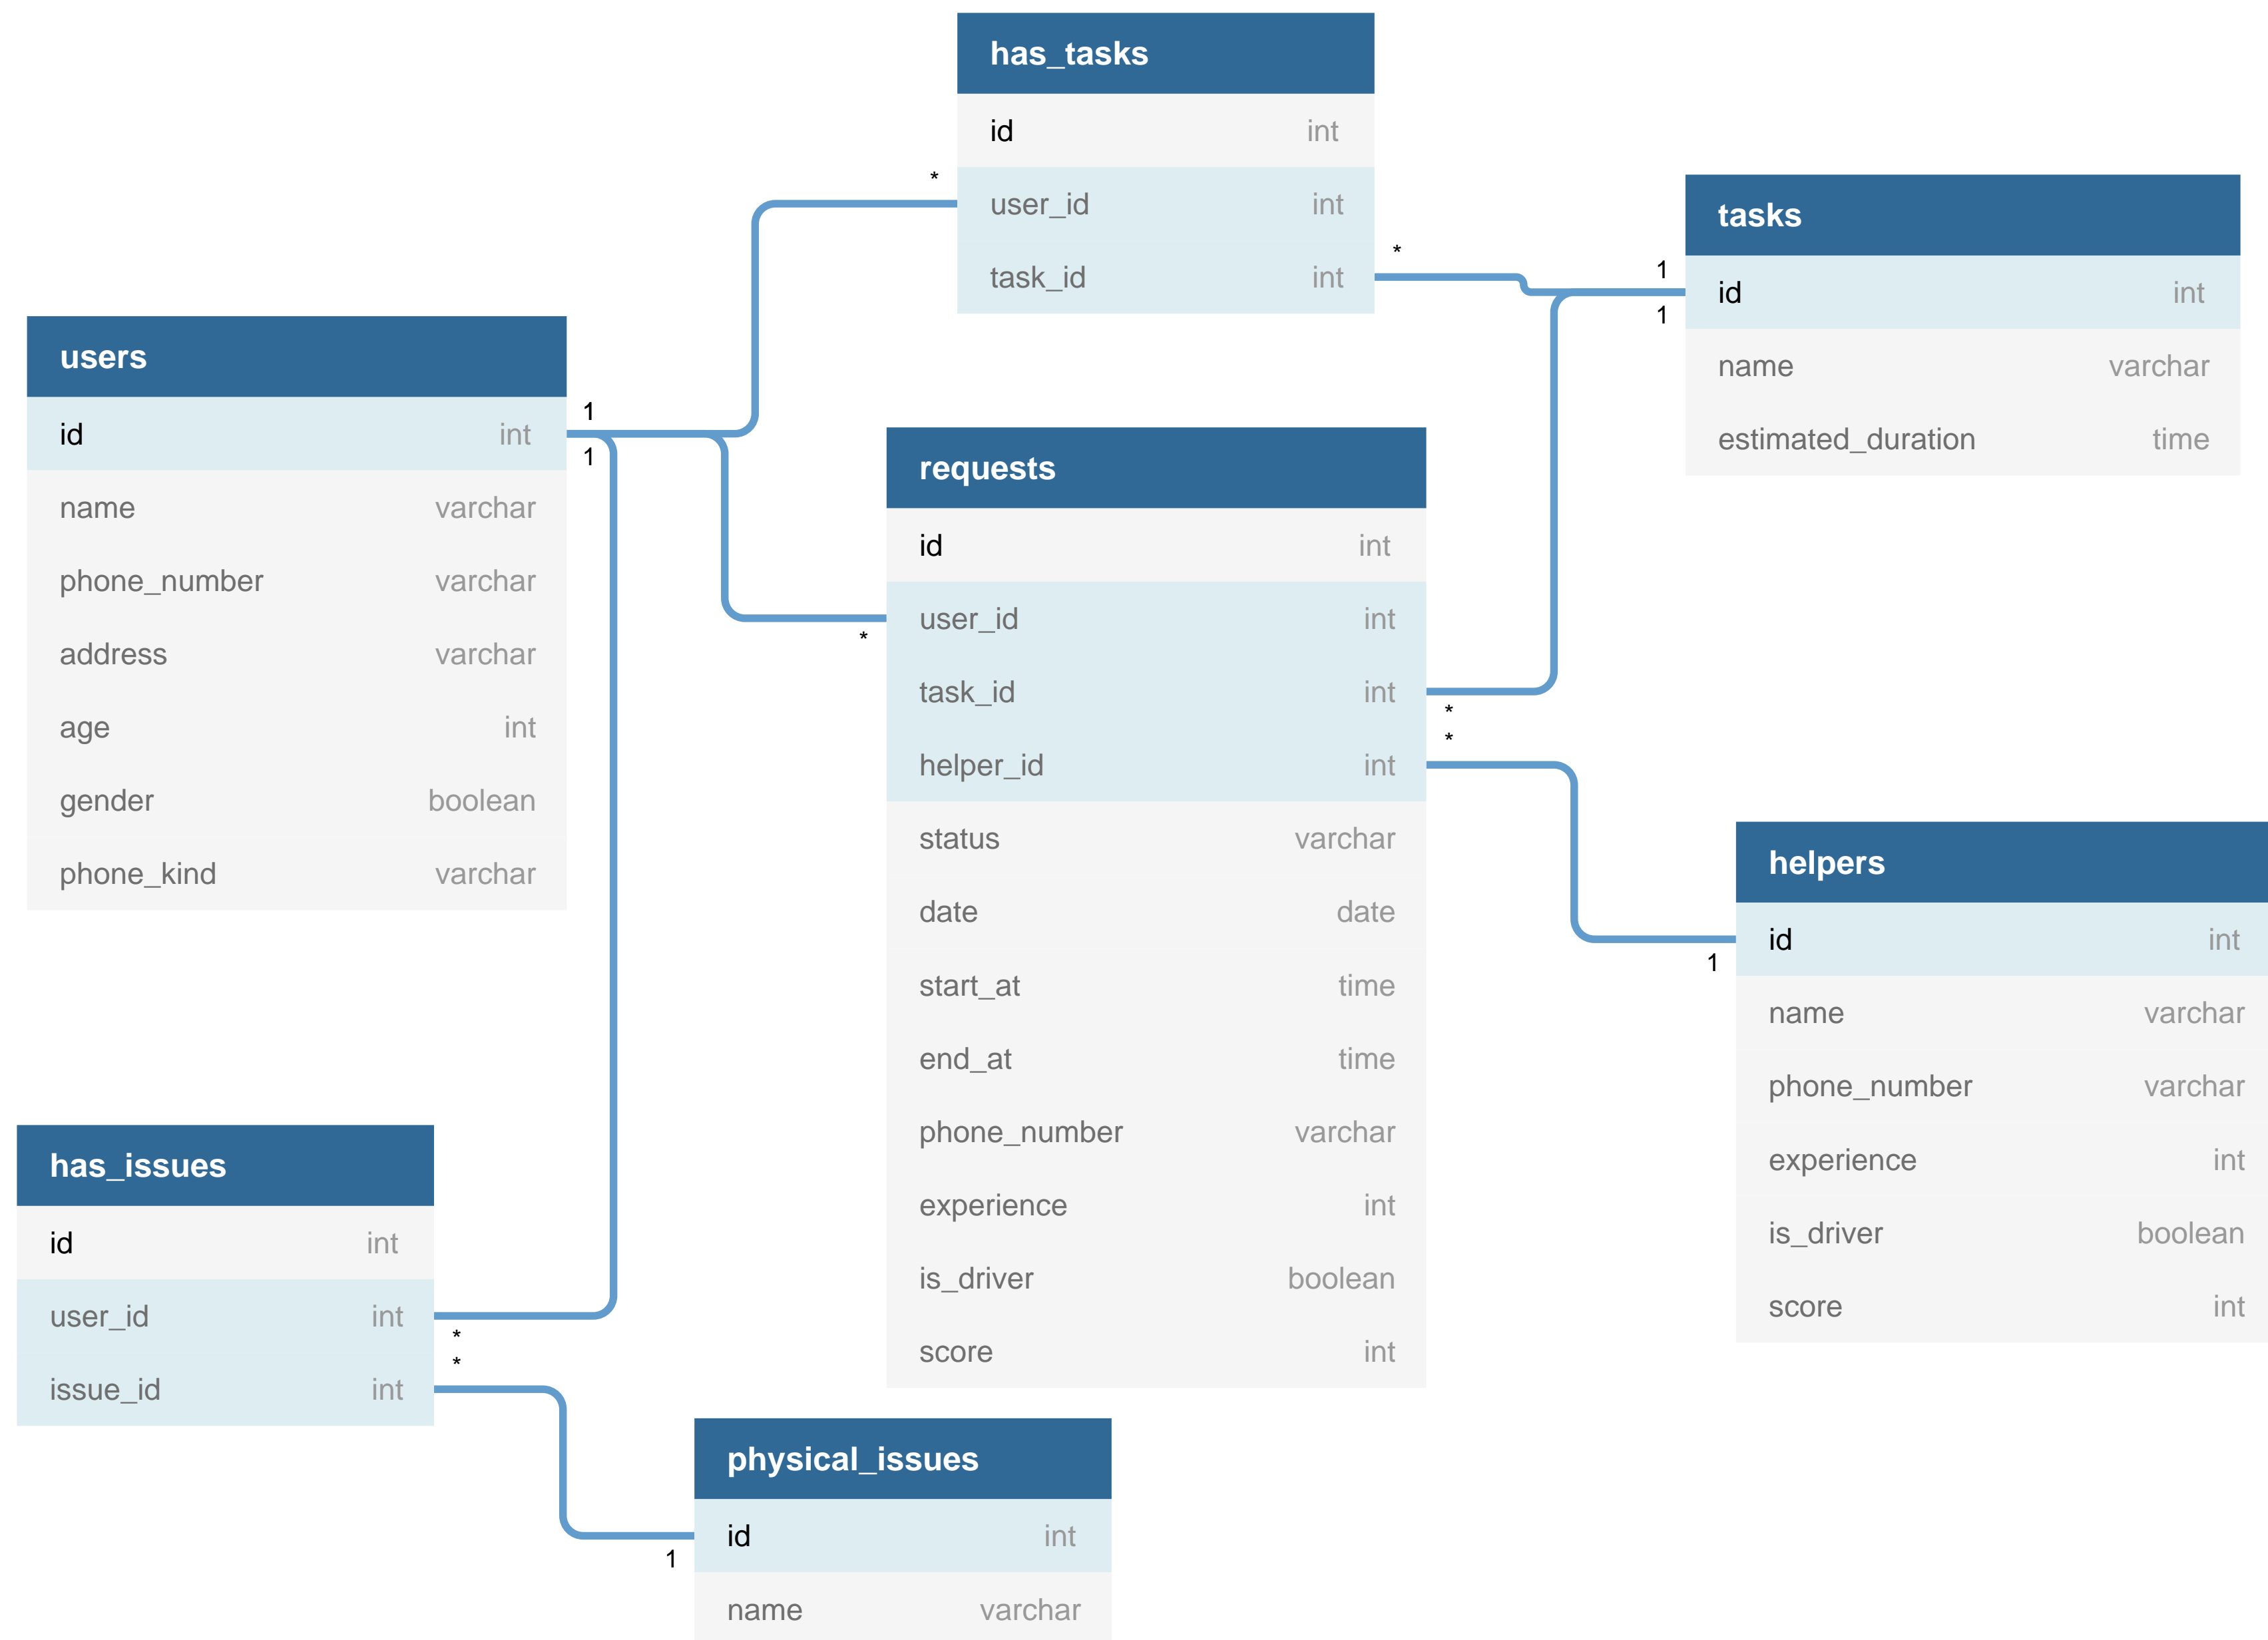 has_tasks
id int
user_id int
task_id int
*
*
tasks
id int
name varchar
estimated_duration time
1
1
users
id int
name varchar
phone_number varchar
address varchar
age int
gender boolean
phone_kind varchar
1
1
requests
id int
user_id int
task_id int
helper_id int
status varchar
date date
start_at time
end_at time
phone_number varchar
experience int
is_driver boolean
score int
*
*
*
helpers
id int
name varchar
phone_number varchar
experience int
is_driver boolean
score int
1
has_issues
id int
user_id int
issue_id int
*
*
physical_issues
id int
name varchar
1